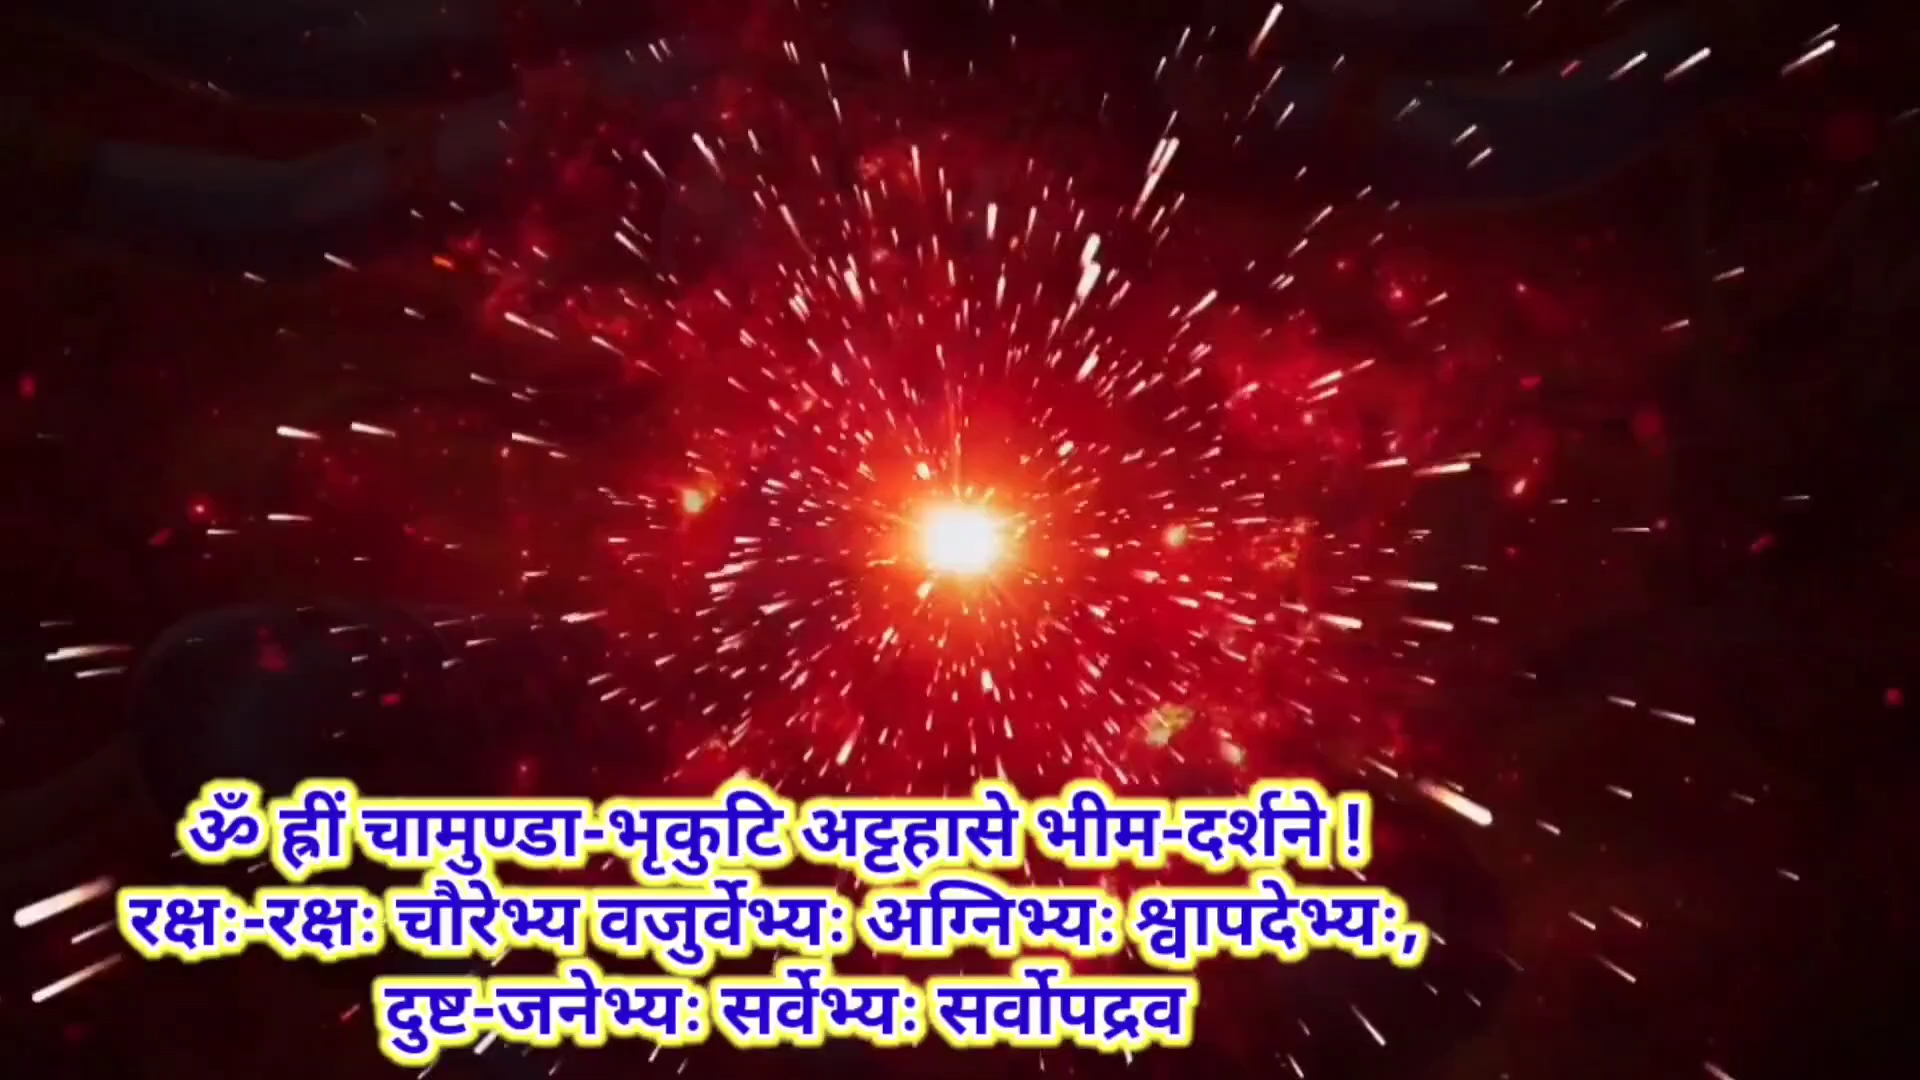 ॐ ह्रीं चामुण्डा-भृकुटि अट्टहासे भीम-दर्शने !
रक्षः-रक्षः चौरेभ्य वजुर्वेभ्यः अग्निभ्यः श्वापदेभ्यः,
दुष्ट-जनेभ्यः सर्वेभ्यः सर्वोपद्रव